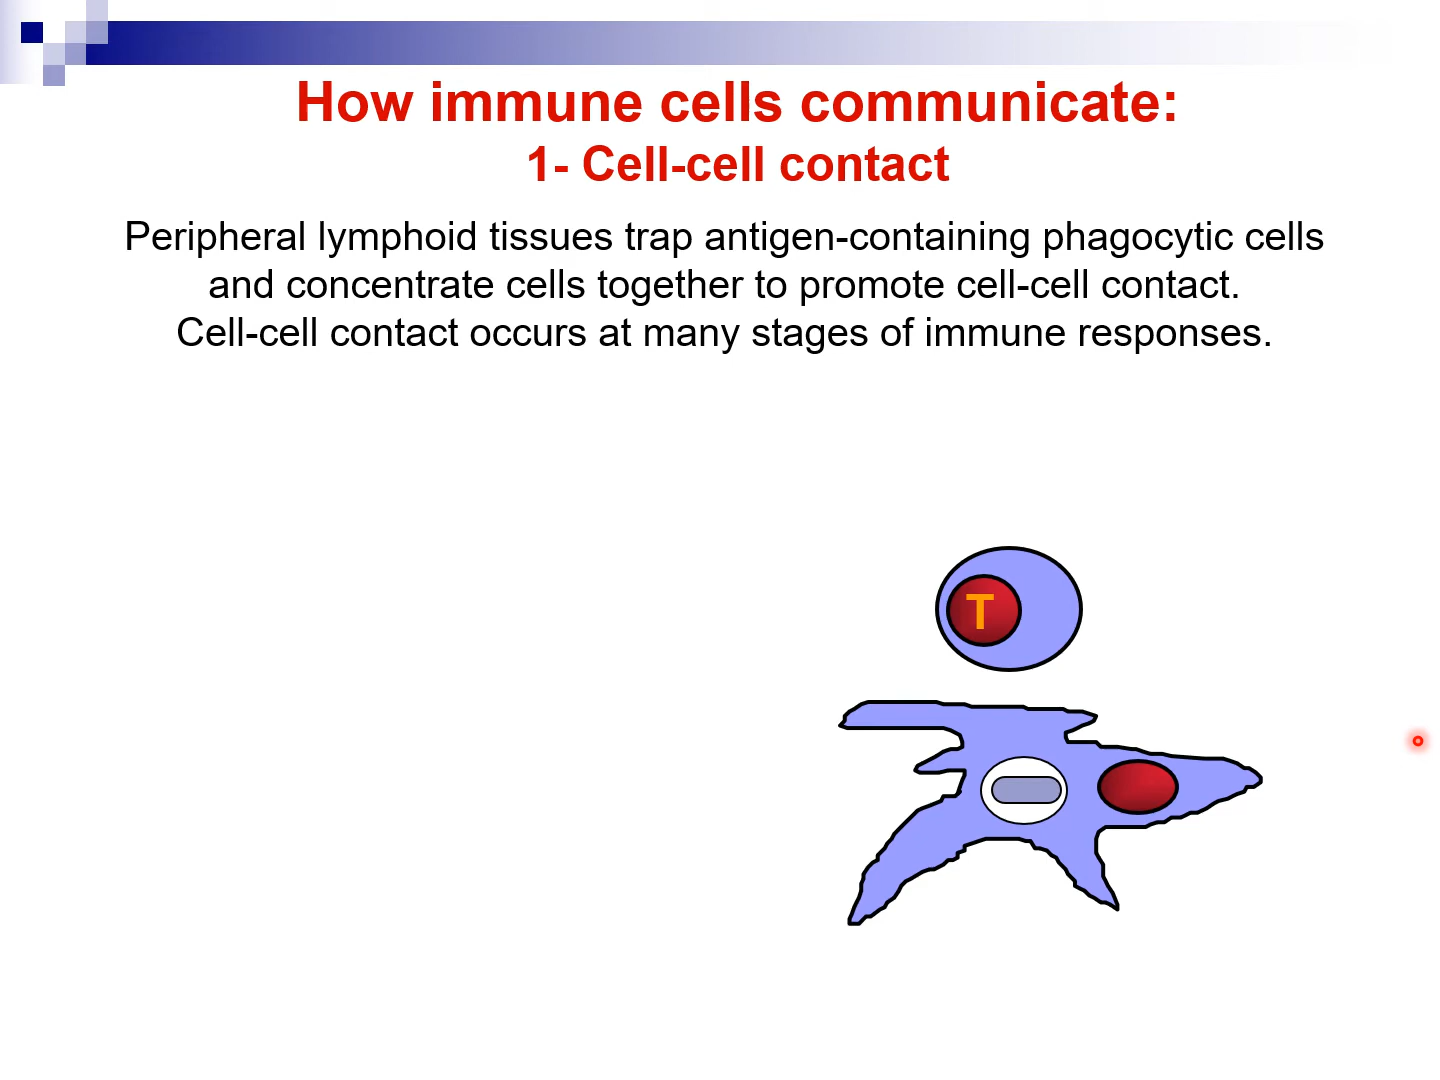 How immune cells communicate:
1- Cell-cell contact
Peripheral lymphoid tissues trap antigen-containing phagocytic cells
and concentrate cells together to promote cell-cell contact.
Cell-cell contact occurs at many stages of immune responses.
T